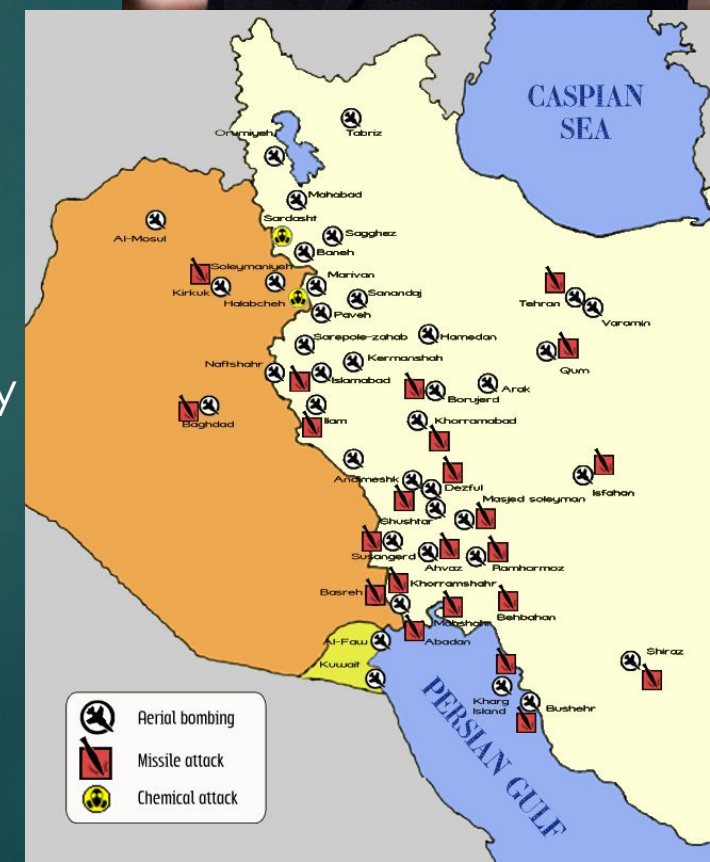 CASPIAN
SEA
Orumiyeh
Tabriz
Mahabad
Sardasht
Sagghez
Al-Mosul
Baneh
Soleymaniyeh
Marivan
Kirkuk
Halabcheh
Sanandaj
Tehran
Paveh
Varamin
Sarepole-zahab
Hamedan
Naftshahr
Kermanshah
Qum
Islamabad
Arak
Borujerd
y
Baghdad
Ilam
Khorramabad
Andimeshk
Dezful
Isfahan
Masjed soleyman
Shushtar
Susangerd
Ahvaz
Ramhormoz
Basreh
Khorramshahr
Mahshahr
Behbahan
Al-Faw
Abadan
Kuwait
Shiraz
Kharg
Island
Bushehr
PERSIAN GULF
Aerial bombing
Missile attack
Chemical attack